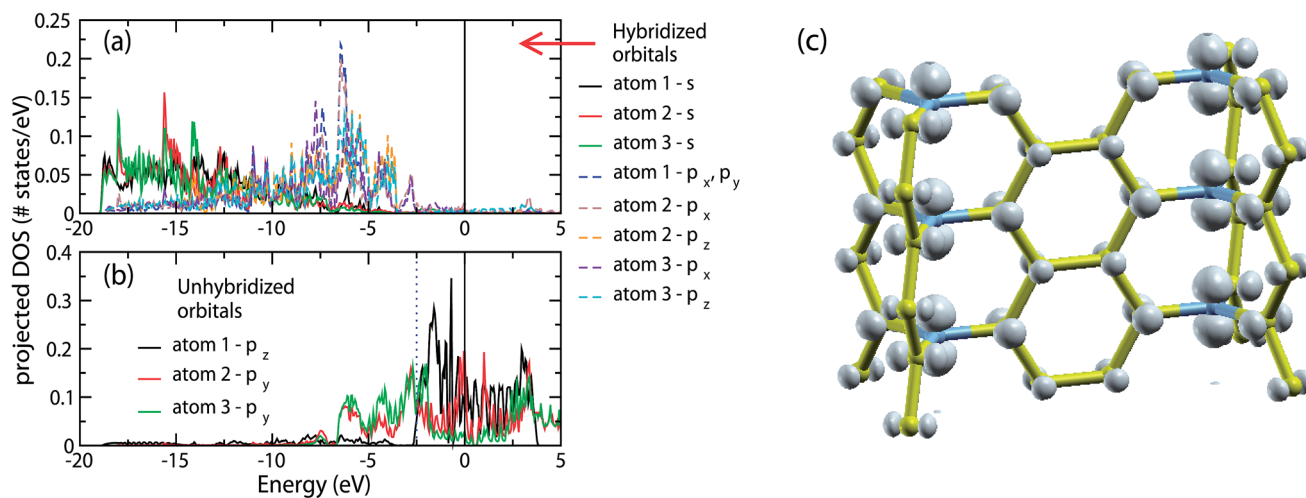 (a)
(b)
(c)
projected DOS (# states/eV)
0.25
0.2
0.15
0.1
0.05
0
-20
-15
-10
-5
0
5
Hybridized
orbitals
atom 1 - s
atom 2 - s
atom 3 - s
atom 1 - p x, p y
atom 2 - p x
atom 2 - p z
atom 3 - p x
atom 3 - p z
0.4
0.3
0.2
0.1
0
Unhybridized
orbitals
atom 1 - p z
atom 2 - p y
atom 3 - p y
-20
-15
-10
-5
0
5
Energy (eV)